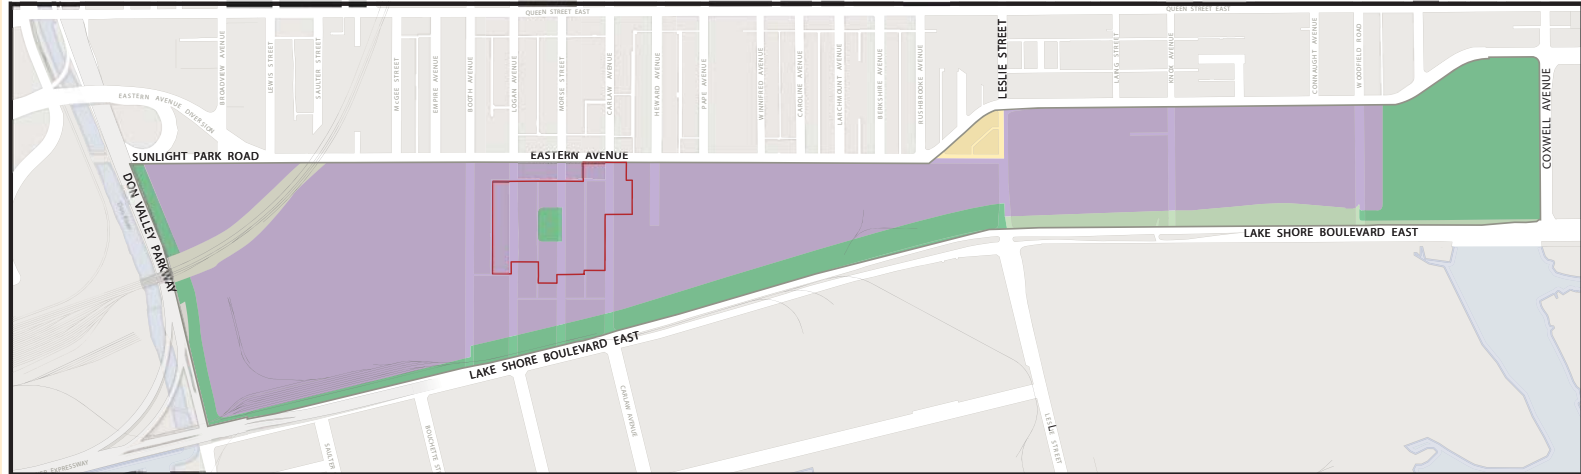 QUEEN STREET EAST
QUEEN STREET EAST
BROADVIEW AVENUE
LEWIS STREET
SAULTER STREET
McGEE STREET
EMPIRE AVENUE
BOOTH AVENUE
LOGAN AVENUE
MORSE STREET
CARLAW AVENUE
HEWARD AVENUE
PAPE AVENUE
WINNIFRED AVENUE
CAROLINE AVENUE
LARCHMOUNT AVENUE
BERKSHIRE AVENUE
RUSHBROOKE AVENUE
LESLIE STREET
LAING STREET
KNOX AVENUE
CONNAUGHT AVENUE
WOODFIELD ROAD
COXWELL AVENUE
EASTERN AVENUE DIVERSION
SUNLIGHT PARK ROAD
EASTERN AVENUE
DON VALLEY PARKWAY
LAKE SHORE BOULEVARD EAST
LAKE SHORE BOULEVARD EAST
CARLAW AVENUE
BOUCHETTE ST
SAULTER
LESLIE STREET
L
EXPRESSWAY